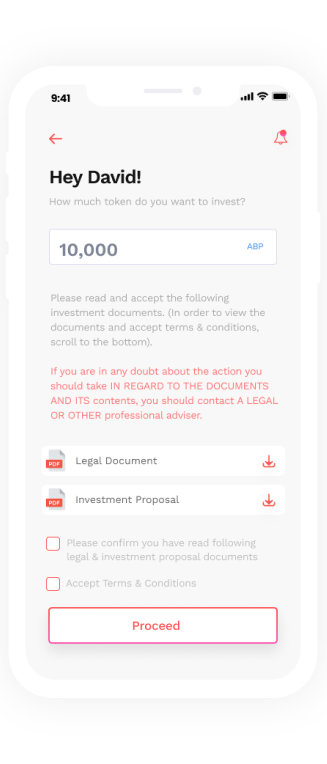 9:41
Hey David!
How much token do you want to invest?
10,000
ABP
Please read and accept the following
investment documents. (In order to view the
documents and accept terms & conditions,
scroll to the bottom).
If you are in any doubt about the action you
should take IN REGARD TO THE DOCUMENTS
AND ITS contents, you should contact A LEGAL
OR OTHER professional adviser.
PDF
Legal Document
PDF
Investment Proposal
Please confirm you have read following
legal & investment proposal documents
Accept Terms & Conditions
Proceed